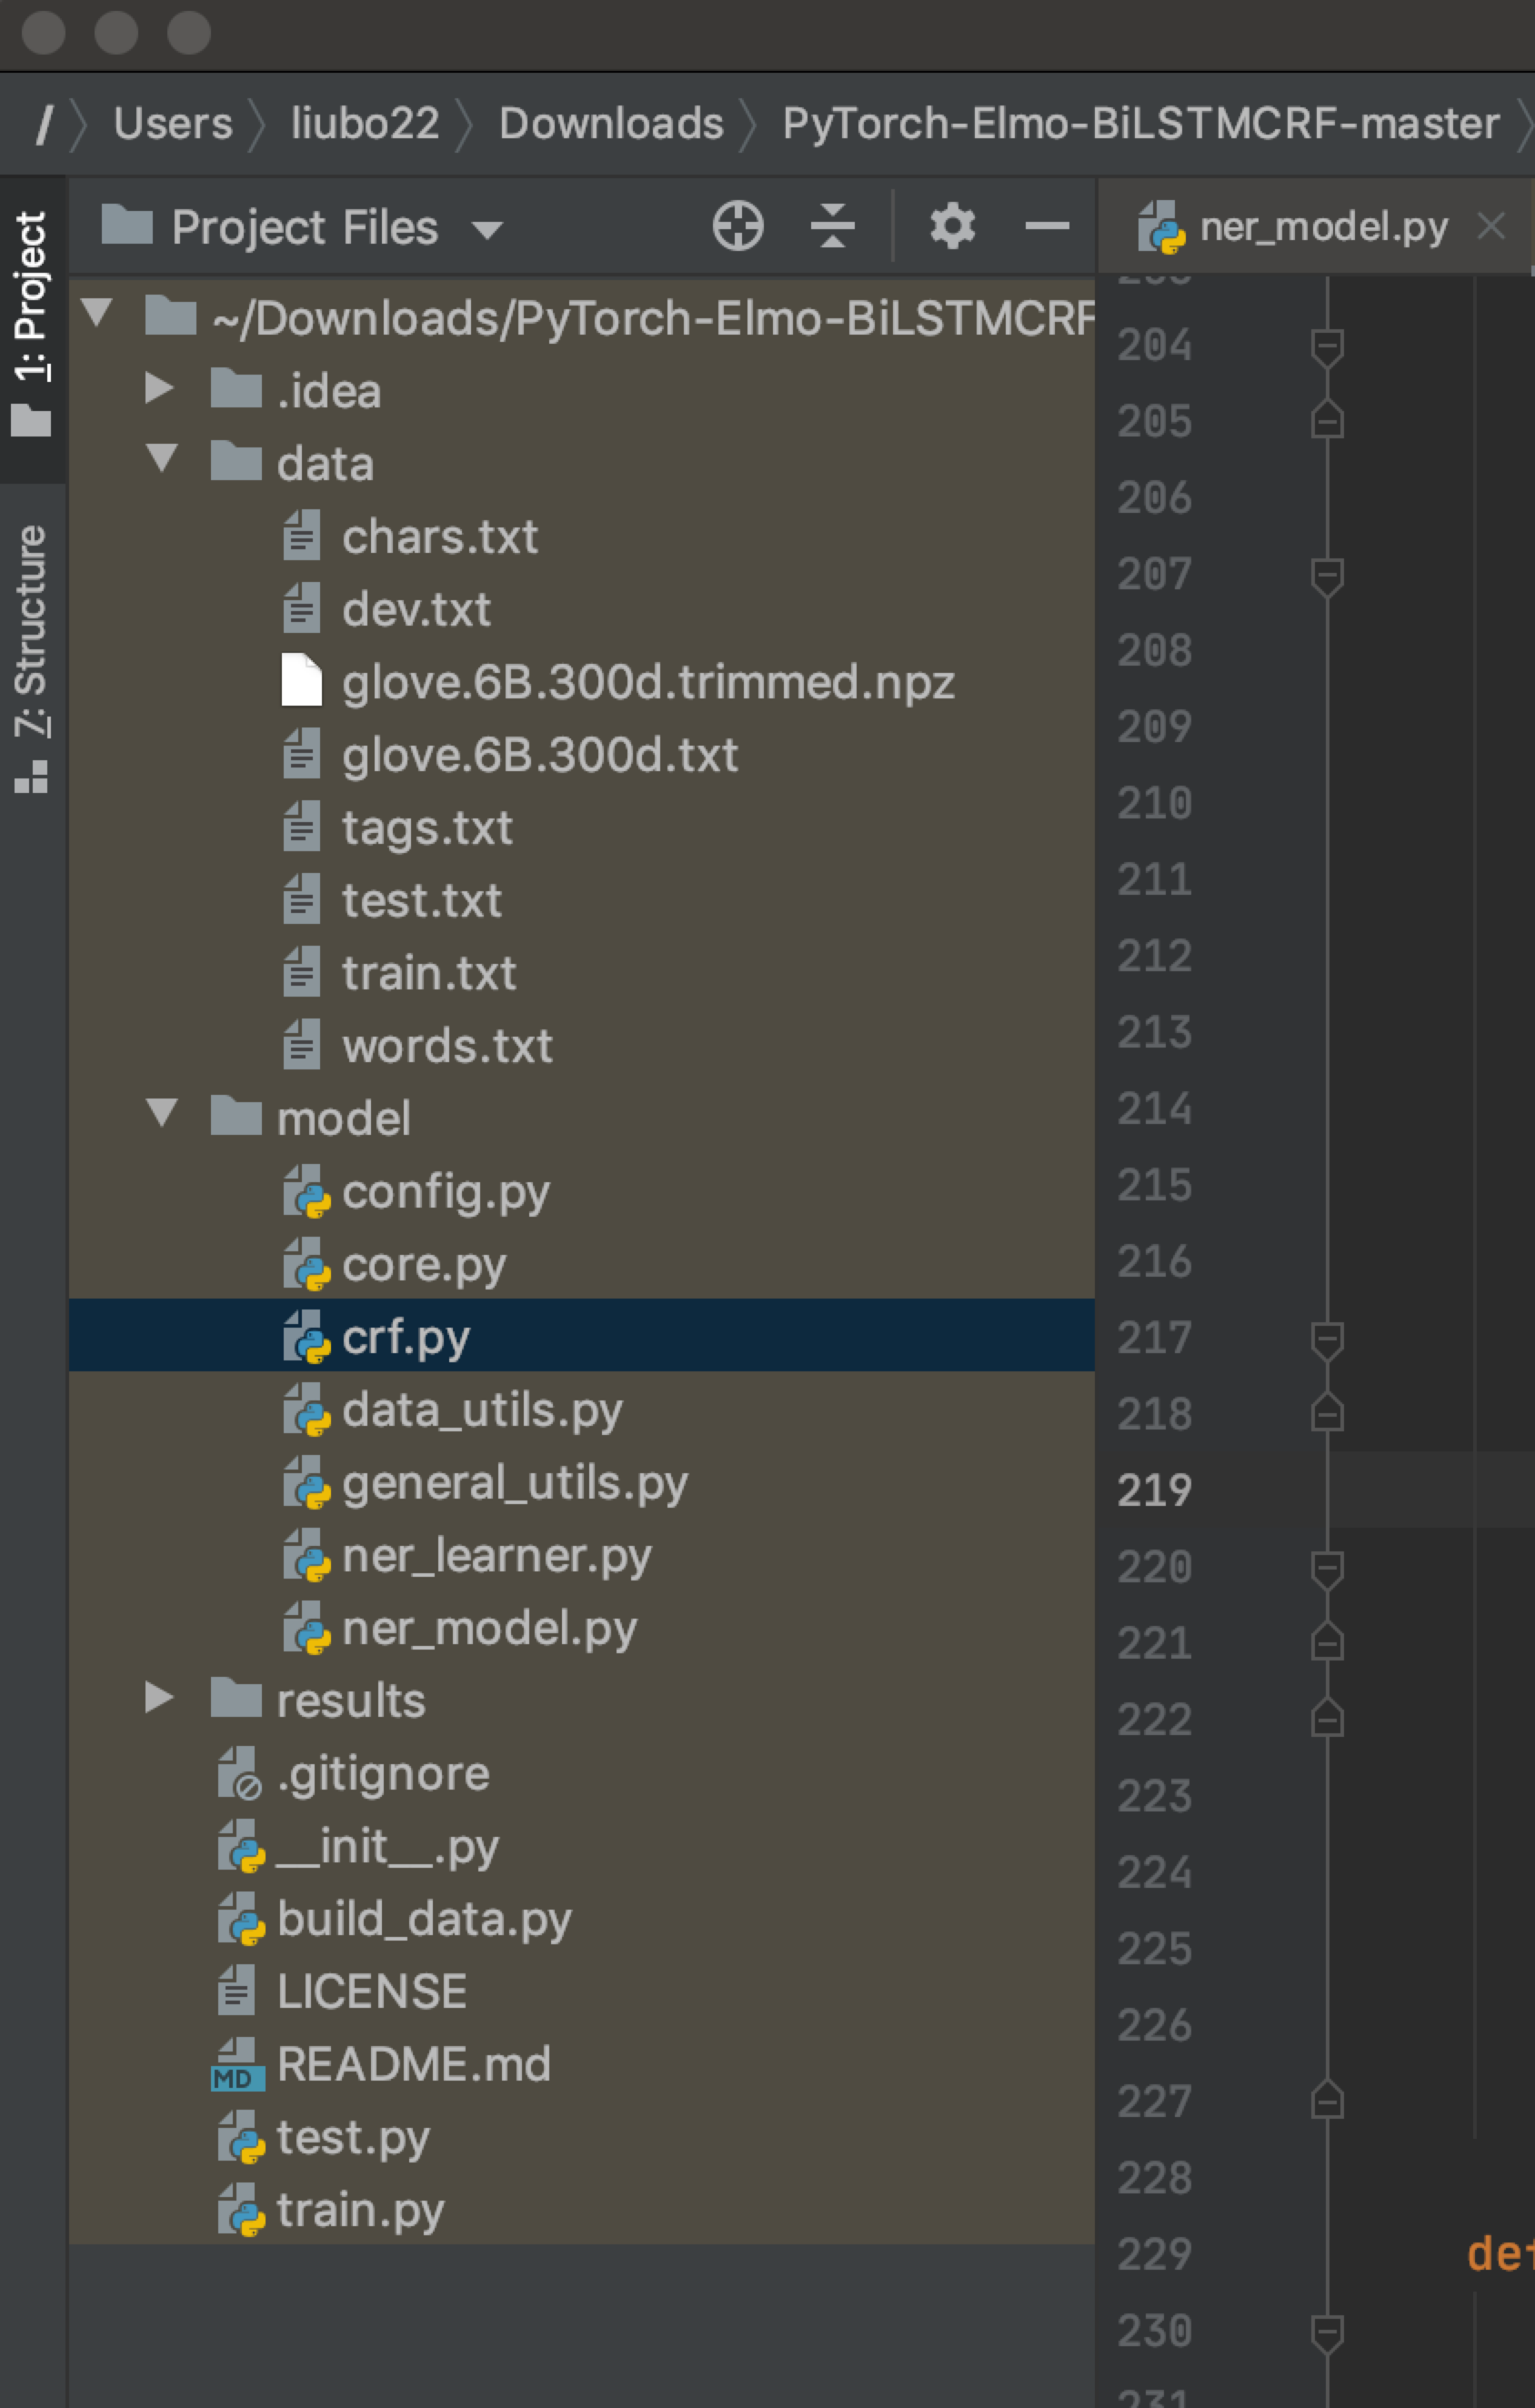 / Users liubo22 Downloads PyTorch-Elmo-BiLSTMCRF-master
1: Project
7: Structure
Project Files
~/Downloads/PyTorch-Elmo-BiLSTMCRF
.idea
data
chars.txt
dev.txt
glove.6B.300d.trimmed.npz
glove.6B.300d.txt
tags.txt
test.txt
train.txt
words.txt
model
config.py
core.py
crf.py
data_utils.py
general_utils.py
ner_learner.py
ner_model.py
results
.gitignore
__init__.py
build_data.py
LICENSE
MD README.md
test.py
train.py
ner_model.py
204
205
206
207
208
209
210
211
212
213
214
215
216
217
218
219
220
221
222
223
224
225
226
227
228
229 def
230
231